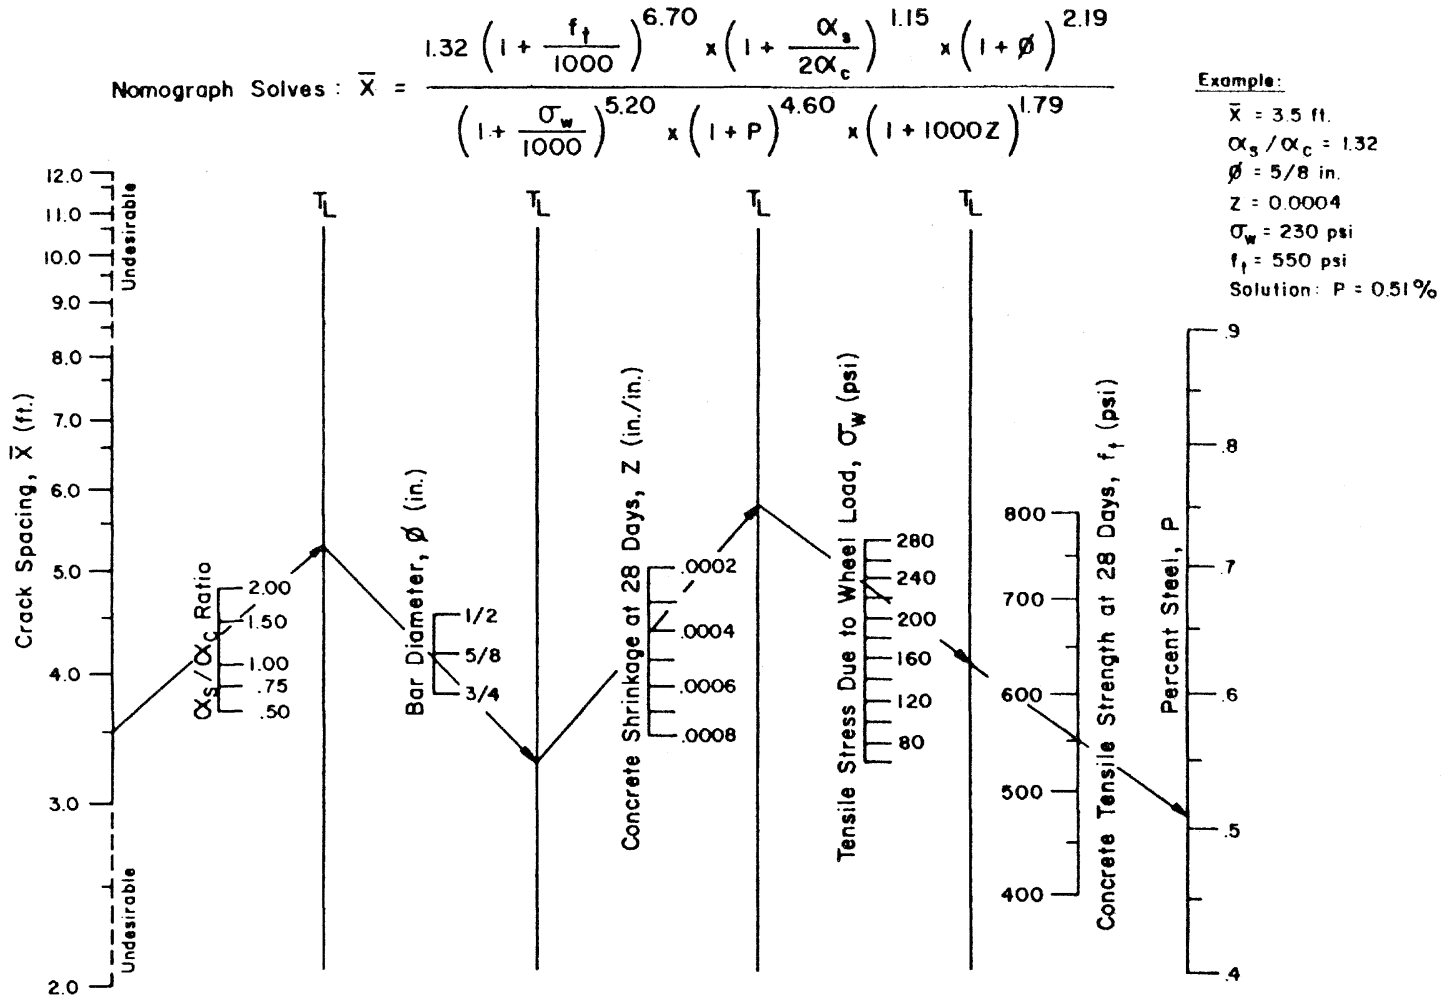 Nomograph Solves: X̄ = 1.32 (1 + f_t/1000)^6.70 x (1 + α_s/2α_c)^1.15 x (1 + ø)^2.19
(1 + σ_w/1000)^5.20 x (1 + P)^4.60 x (1 + 1000Z)^1.79
Example:
X̄ = 3.5 ft.
α_s / α_c = 1.32
ø = 5/8 in.
Z = 0.0004
σ_w = 230 psi
f_t = 550 psi
Solution: P = 0.51%
Crack Spacing, X̄ (ft.)
12.0
11.0
10.0
9.0
8.0
7.0
6.0
5.0
4.0
3.0
2.0
Undesirable
Undesirable
α_s/α_c Ratio
2.00
1.50
1.00
.75
.50
T_L
Bar Diameter, ø (in.)
1/2
5/8
3/4
T_L
Concrete Shrinkage at 28 Days, Z (in./in.)
.0002
.0004
.0006
.0008
T_L
Tensile Stress Due to Wheel Load, σ_w (psi)
280
240
200
160
120
80
T_L
800
700
600
500
400
Concrete Tensile Strength at 28 Days, f_t (psi)
Percent Steel, P
.9
.8
.7
.6
.5
.4